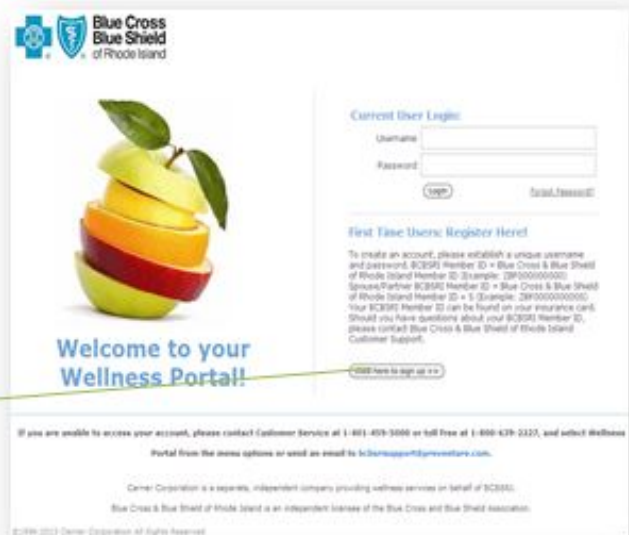 Blue Cross
Blue Shield
of Rhode Island
Current User Login:
Username
Password
Login
Forgot Password?
First Time Users: Register Here!
To create an account, please establish a unique username
and password. BCBSRI Member ID = Blue Cross & Blue Shield
of Rhode Island Member ID (Example:
Spouse/Partner BCBSRI Member ID = Blue Cross & Blue Shield
of Rhode Island Member ID + S (Example:
Your BCBSRI Member ID can be found on your insurance card.
Should you have questions about your BCBSRI Member ID,
please contact Blue Cross & Blue Shield of Rhode Island
Customer Support.
Click here to sign up >>
Welcome to your
Wellness Portal!
If you are unable to access your account, please contact Customer Service at 1-401-459-5000 or toll free at 1-800-639-2227, and select Wellness
Portal from the menu options or send an email to
Cerner Corporation is a separate, independent company providing wellness services on behalf of BCBSRI.
Blue Cross & Blue Shield of Rhode Island is an independent licensee of the Blue Cross and Blue Shield Association.
Cerner Corporation All Rights Reserved